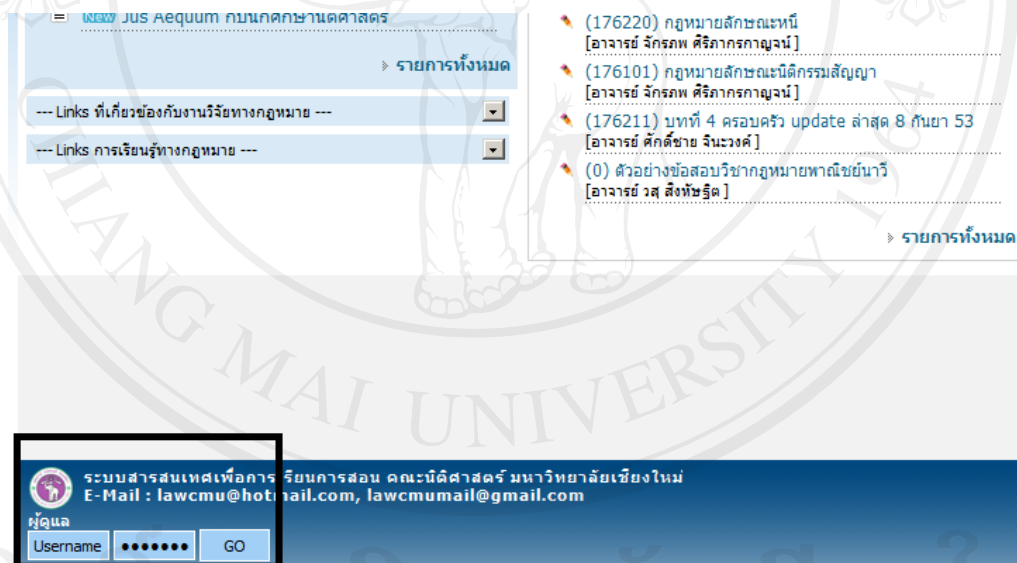 New Jus Aequum กับนักศึกษานิติศาสตร์
» รายการทั้งหมด
--- Links ที่เกี่ยวข้องกับงานวิจัยทางกฎหมาย ---
--- Links การเรียนรู้ทางกฎหมาย ---
(176220) กฎหมายลักษณะหนี้
[อาจารย์ จักรภพ ศิริภากรกาญจน์]
(176101) กฎหมายลักษณะนิติกรรมสัญญา
[อาจารย์ จักรภพ ศิริภากรกาญจน์]
(176211) บทที่ 4 ครอบครัว update ล่าสุด 8 กันยา 53
[อาจารย์ ศักดิ์ชาย จินะวงค์]
(0) ตัวอย่างข้อสอบวิชากฎหมายพาณิชย์นาวี
[อาจารย์ วสุ สิงหัษฐิต]
» รายการทั้งหมด
CHIANG MAI UNIVERSITY 1964
ระบบสารสนเทศเพื่อการเรียนการสอน คณะนิติศาสตร์ มหาวิทยาลัยเชียงใหม่
E-Mail : lawcmu@hotmail.com, lawcmumail@gmail.com
ผู้ดูแล
Username ••••••• GO